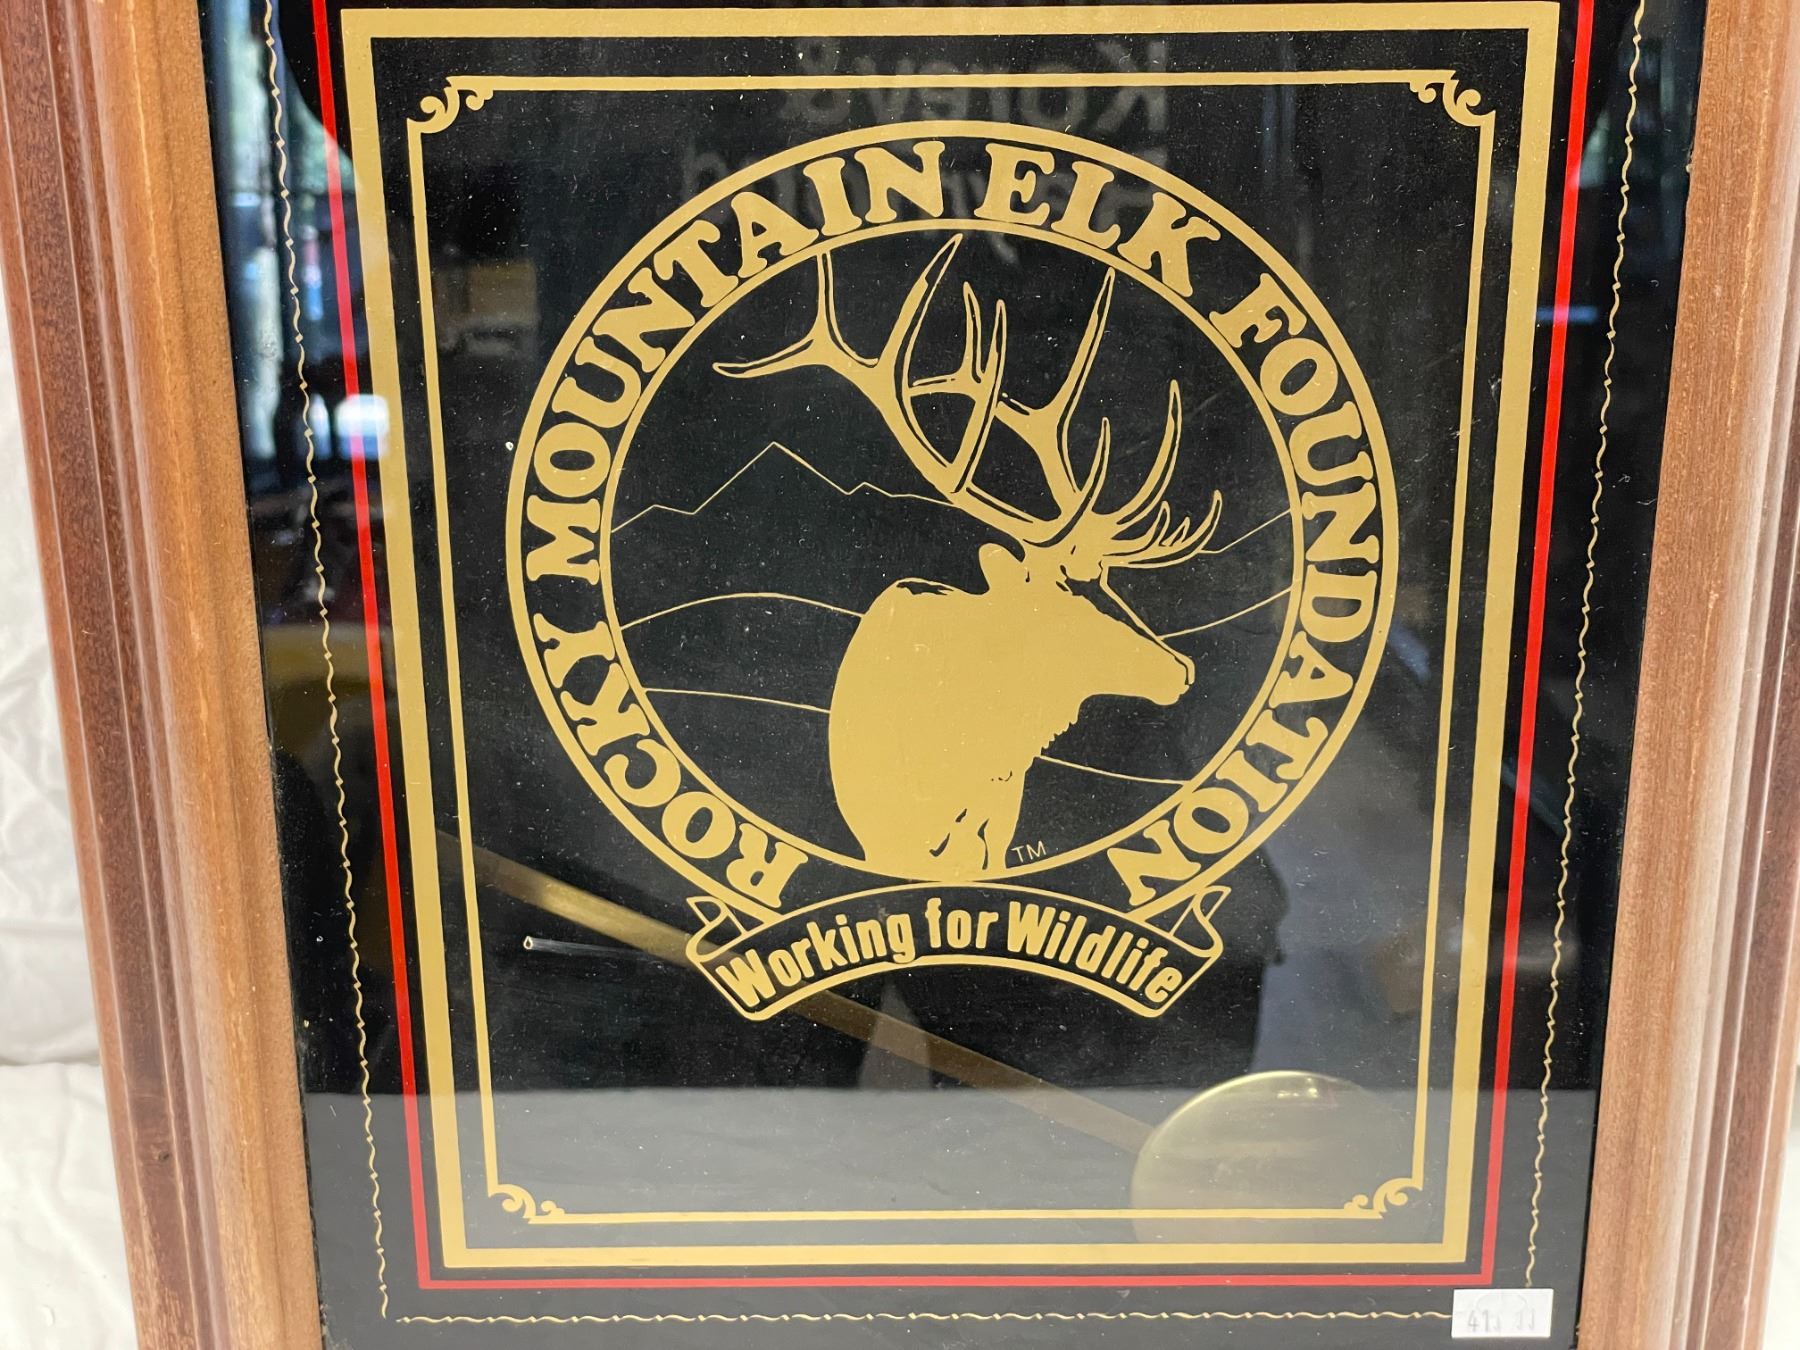 ROCKY MOUNTAIN ELK FOUNDATION
TM
Working for Wildlife